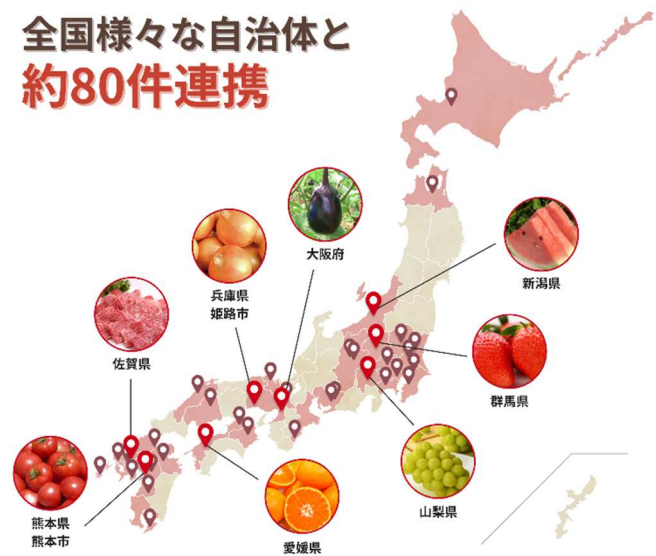 全国様々な自治体と
約80件連携
大阪府
兵庫県
姫路市
新潟県
佐賀県
群馬県
山梨県
熊本県
熊本市
愛媛県